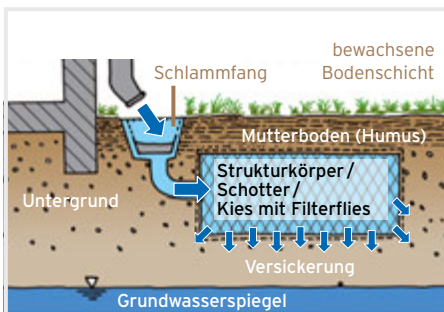 bewachsene
Bodenschicht
Schlammfang
Mutterboden (Humus)
Strukturkörper /
Schotter /
Kies mit Filterflies
Untergrund
Versickerung
Grundwasserspiegel